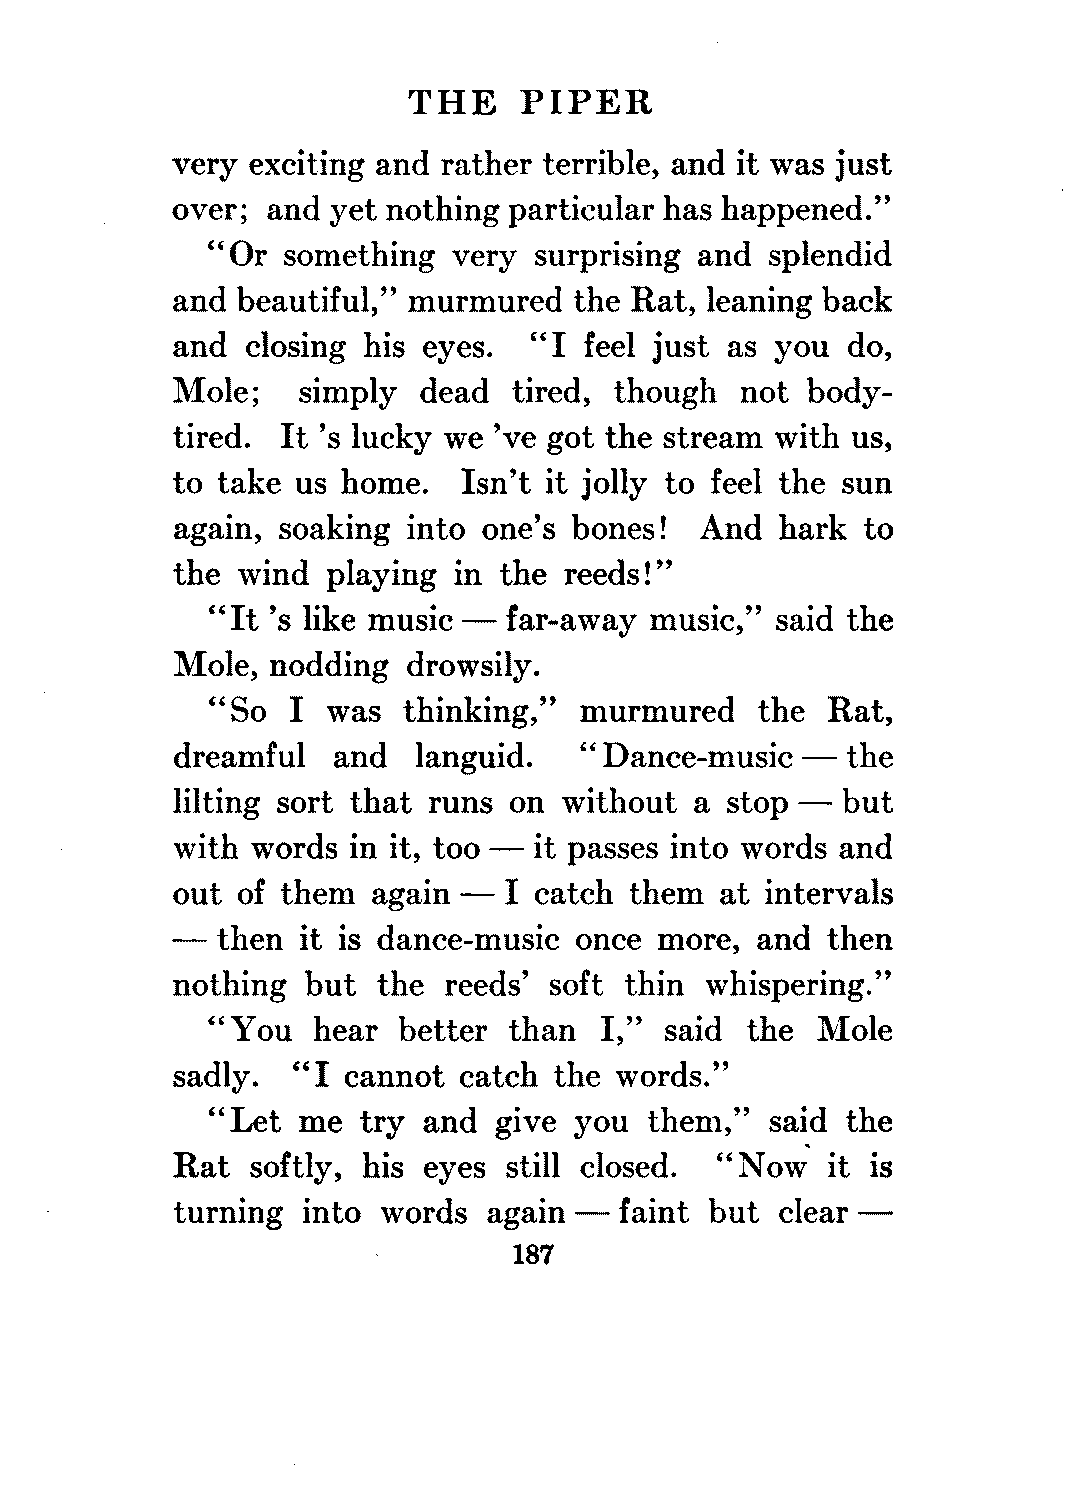 THE PIPER
very exciting and rather terrible, and it was just
over; and yet nothing particular has happened.”
“Or something very surprising and splendid
and beautiful,” murmured the Rat, leaning back
and closing his eyes. “I feel just as you do,
Mole; simply dead tired, though not body-
tired. It ’s lucky we ’ve got the stream with us,
to take us home. Isn’t it jolly to feel the sun
again, soaking into one’s bones! And hark to
the wind playing in the reeds!”
“It ’s like music — far-away music,” said the
Mole, nodding drowsily.
“So I was thinking,” murmured the Rat,
dreamful and languid. “Dance-music — the
lilting sort that runs on without a stop — but
with words in it, too — it passes into words and
out of them again — I catch them at intervals
— then it is dance-music once more, and then
nothing but the reeds’ soft thin whispering.”
“You hear better than I,” said the Mole
sadly. “I cannot catch the words.”
“Let me try and give you them,” said the
Rat softly, his eyes still closed. “Now it is
turning into words again — faint but clear —
187